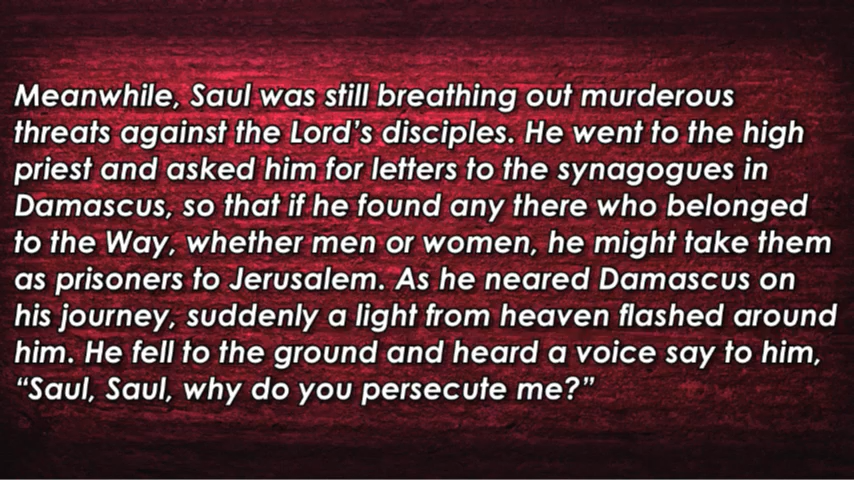 Meanwhile, Saul was still breathing out murderous
threats against the Lord’s disciples. He went to the high
priest and asked him for letters to the synagogues in
Damascus, so that if he found any there who belonged
to the Way, whether men or women, he might take them
as prisoners to Jerusalem. As he neared Damascus on
his journey, suddenly a light from heaven flashed around
him. He fell to the ground and heard a voice say to him,
“Saul, Saul, why do you persecute me?”